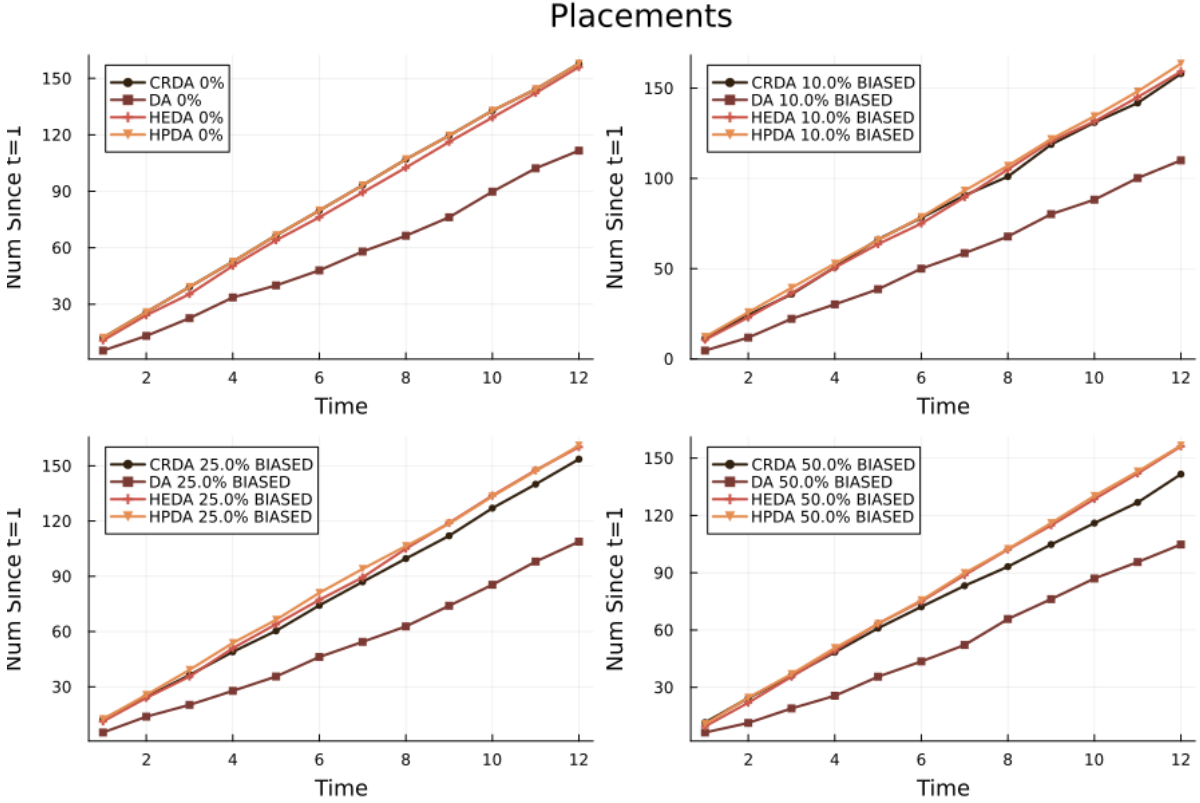 Placements
Num Since t=1
150
120
90
60
30
CRDA 0%
DA 0%
HEDA 0%
HPDA 0%
2 4 6 8 10 12
Time
Num Since t=1
150
100
50
0
CRDA 10.0% BIASED
DA 10.0% BIASED
HEDA 10.0% BIASED
HPDA 10.0% BIASED
2 4 6 8 10 12
Time
Num Since t=1
150
120
90
60
30
CRDA 25.0% BIASED
DA 25.0% BIASED
HEDA 25.0% BIASED
HPDA 25.0% BIASED
2 4 6 8 10 12
Time
Num Since t=1
150
120
90
60
30
CRDA 50.0% BIASED
DA 50.0% BIASED
HEDA 50.0% BIASED
HPDA 50.0% BIASED
2 4 6 8 10 12
Time